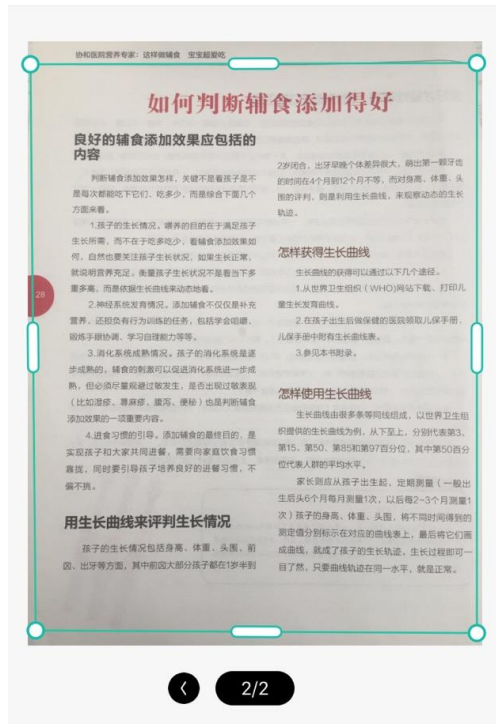 协和医院营养专家：这样做辅食 宝宝超爱吃
如何判断辅食添加得好
良好的辅食添加效果应包括的
内容
判断辅食添加效果怎样，关键不是看孩子是不
是每次都能吃下它们、吃多少，而是综合下面几个
方面来看。
1.孩子的生长情况。喂养的目的在于满足孩子
生长所需，而不在于吃多吃少，看辅食添加效果如
何，自然也要关注孩子生长状况，如果生长正常，
就说明营养充足。衡量孩子生长状况不是看当下多
重多高，而是依据生长曲线来动态地看。
28
2.神经系统发育情况。添加辅食不仅仅是补充
营养，还担负有行为训练的任务，包括学会咀嚼、
锻炼手眼协调、学习自理能力等等。
3.消化系统成熟情况。孩子的消化系统是逐
步成熟的，辅食的刺激可以促进消化系统进一步成
熟，但必须尽量规避过敏发生，是否出现过敏表现
（比如湿疹、荨麻疹、腹泻、便秘）也是判断辅食
添加效果的一项重要内容。
4.进食习惯的引导。添加辅食的最终目的，是
实现孩子和大家共同进餐，需要向家庭饮食习惯
靠拢，同时要引导孩子培养良好的进餐习惯，不
偏不挑。
用生长曲线来评判生长情况
孩子的生长情况包括身高、体重、头围、前
囟、出牙等方面，其中前囟大部分孩子都在1岁半到
2岁闭合，出牙早晚个体差异很大，萌出第一颗牙齿
的时间在4个月到12个月不等，而对身高、体重、头
围的评判，则是利用生长曲线，来观察动态的生长
轨迹。
怎样获得生长曲线
生长曲线的获得可以通过以下几个途径。
1.从世界卫生组织（WHO)网站下载、打印儿
童生长发育曲线。
2.在孩子出生后做保健的医院领取儿保手册，
儿保手册中附有生长曲线表。
3.参见本书附录。
怎样使用生长曲线
生长曲线由很多条等同线组成，以世界卫生组
织提供的生长曲线为例，从下至上，分别代表第3、
第15、第50、第85和第97百分位，其中第50百分
位代表人群的平均水平。
家长则应从孩子出生起，定期测量（一般出
生后头6个月每月测量1次，以后每2~3个月测量1
次）孩子的身高、体重、头围，将不同时间得到的
测定值分别标示在对应的曲线表上，最后将它们画
成曲线，就成了孩子的生长轨迹，生长过程即可一
目了然，只要曲线轨迹在同一水平，就是正常。
2/2